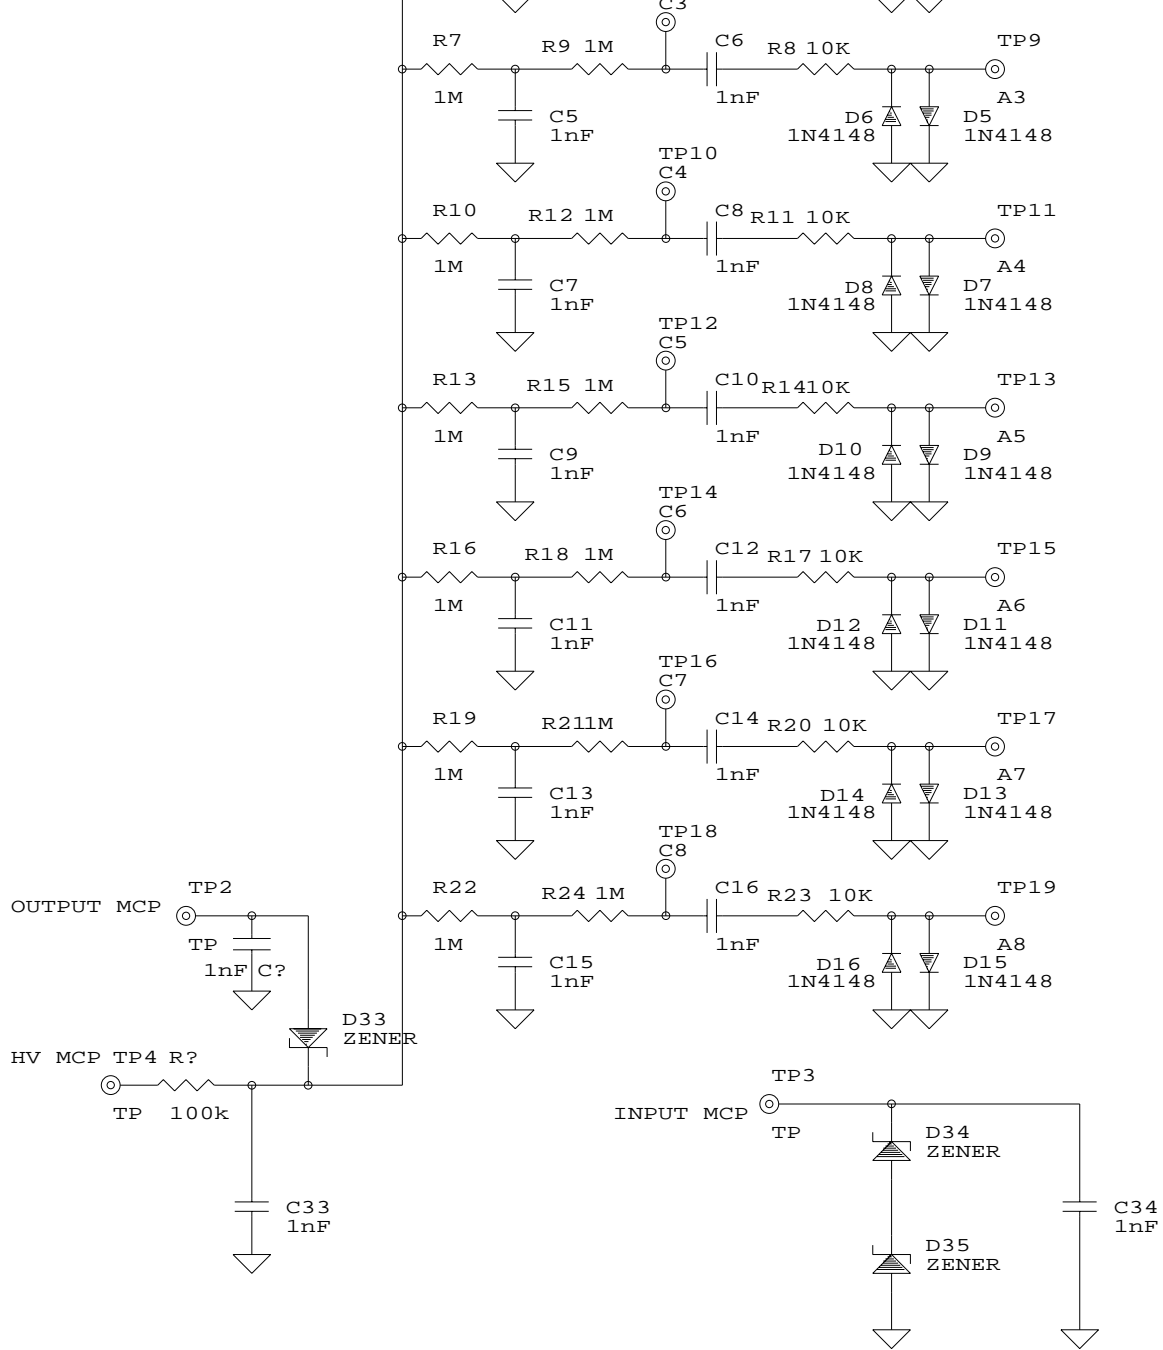 C3
R7
R9 1M
C6
R8 10K
TP9
1M
1nF
A3
C5
1nF
D6
1N4148
D5
1N4148
TP10
C4
R10
R12 1M
C8
R11 10K
TP11
1M
1nF
A4
C7
1nF
D8
1N4148
D7
1N4148
TP12
C5
R13
R15 1M
C10
R14 10K
TP13
1M
1nF
A5
C9
1nF
D10
1N4148
D9
1N4148
TP14
C6
R16
R18 1M
C12
R17 10K
TP15
1M
1nF
A6
C11
1nF
D12
1N4148
D11
1N4148
TP16
C7
R19
R21 1M
C14
R20 10K
TP17
1M
1nF
A7
C13
1nF
D14
1N4148
D13
1N4148
TP18
C8
R22
R24 1M
C16
R23 10K
TP19
1M
1nF
A8
C15
1nF
D16
1N4148
D15
1N4148
OUTPUT MCP
TP2
TP
1nF C?
D33
ZENER
HV MCP TP4 R?
TP 100k
C33
1nF
TP3
INPUT MCP
TP
D34
ZENER
D35
ZENER
C34
1nF